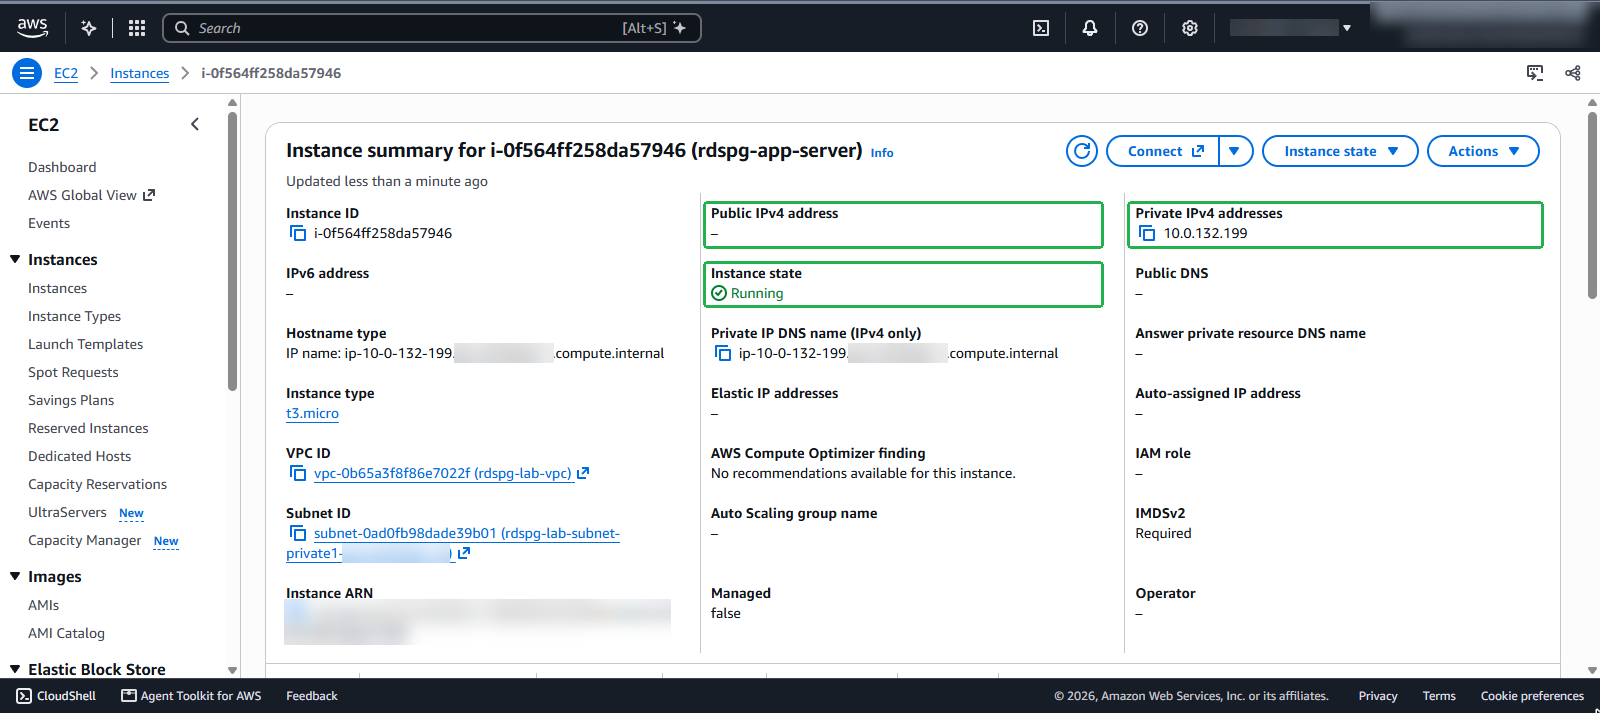 aws
Search
[Alt+S]
EC2
Instances
i-0f564ff258da57946
EC2
Dashboard
AWS Global View
Events
Instances
Instances
Instance Types
Launch Templates
Spot Requests
Savings Plans
Reserved Instances
Dedicated Hosts
Capacity Reservations
UltraServers New
Capacity Manager New
Images
AMIs
AMI Catalog
Elastic Block Store
Instance summary for i-0f564ff258da57946 (rdspg-app-server) Info
Updated less than a minute ago
Connect
Instance state
Actions
Instance ID
i-0f564ff258da57946
Public IPv4 address
–
Private IPv4 addresses
10.0.132.199
IPv6 address
–
Instance state
Running
Public DNS
–
Hostname type
IP name: ip-10-0-132-199. .compute.internal
Private IP DNS name (IPv4 only)
ip-10-0-132-199. .compute.internal
Answer private resource DNS name
–
Instance type
t3.micro
Elastic IP addresses
–
Auto-assigned IP address
–
VPC ID
vpc-0b65a3f8f86e7022f (rdspg-lab-vpc)
AWS Compute Optimizer finding
No recommendations available for this instance.
IAM role
–
Subnet ID
subnet-0ad0fb98dade39b01 (rdspg-lab-subnet-
private1- )
Auto Scaling group name
–
IMDSv2
Required
Instance ARN
Managed
false
Operator
–
CloudShell
Agent Toolkit for AWS
Feedback
© 2026, Amazon Web Services, Inc. or its affiliates.
Privacy
Terms
Cookie preferences